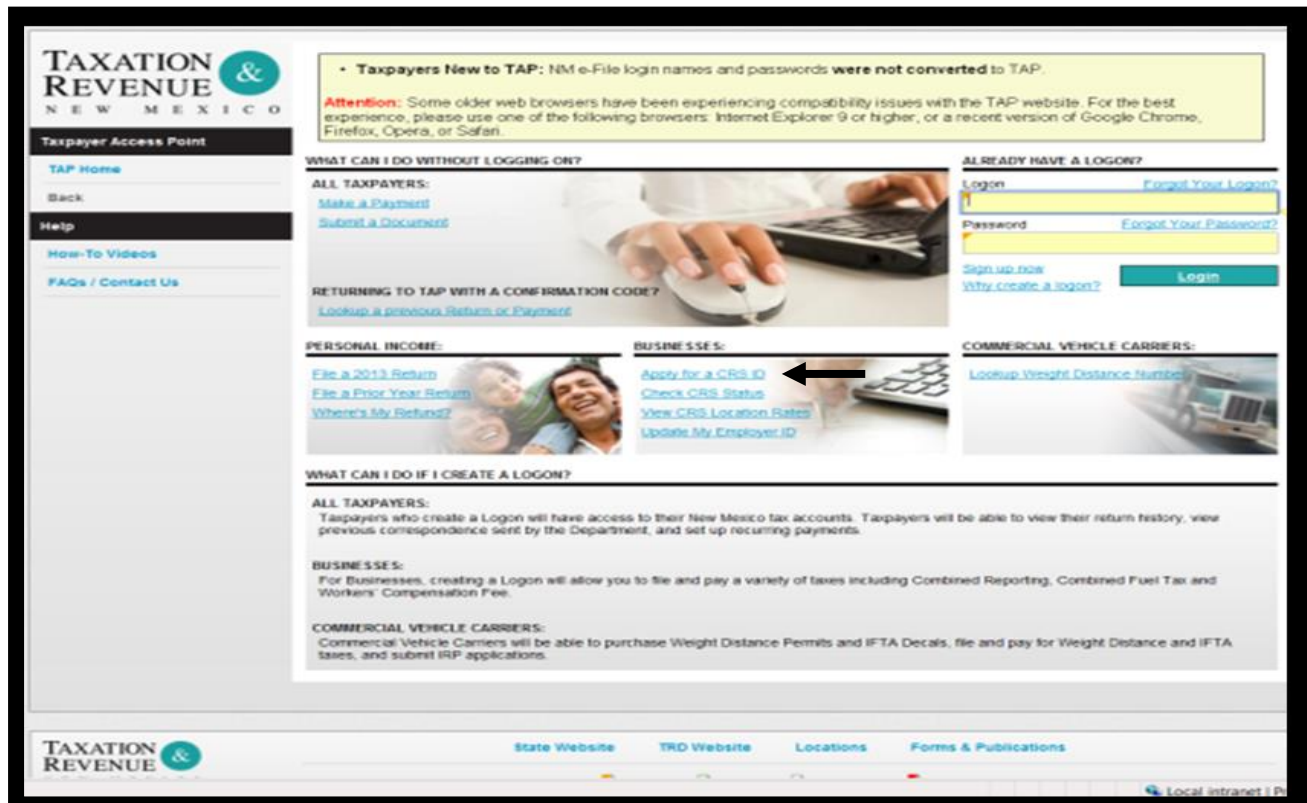 TAXATION &
REVENUE
NEW MEXICO
Taxpayer Access Point
TAP Home
Back
Help
How-To Videos
FAQs / Contact Us
• Taxpayers New to TAP: NM e-File login names and passwords were not converted to TAP.
Attention: Some older web browsers have been experiencing compatibility issues with the TAP website. For the best
experience, please use one of the following browsers: Internet Explorer 9 or higher, or a recent version of Google Chrome,
Firefox, Opera, or Safari.
WHAT CAN I DO WITHOUT LOGGING ON?
ALL TAXPAYERS:
Make a Payment
Submit a Document
RETURNING TO TAP WITH A CONFIRMATION CODE?
Lookup a previous Return or Payment
ALREADY HAVE A LOGON?
Logon Forgot Your Logon?
Password Forgot Your Password?
Sign up now
Why create a logon?
Login
PERSONAL INCOME:
File a 2013 Return
File a Prior Year Return
Where's My Refund?
BUSINESSES:
Apply for a CRS ID
Check CRS Status
View CRS Location Rates
Update My Employer ID
COMMERCIAL VEHICLE CARRIERS:
Lookup Weight Distance Number
WHAT CAN I DO IF I CREATE A LOGON?
ALL TAXPAYERS:
Taxpayers who create a Logon will have access to their New Mexico tax accounts. Taxpayers will be able to view their return history, view
previous correspondence sent by the Department, and set up recurring payments.
BUSINESSES:
For Businesses, creating a Logon will allow you to file and pay a variety of taxes including Combined Reporting, Combined Fuel Tax and
Workers' Compensation Fee.
COMMERCIAL VEHICLE CARRIERS:
Commercial Vehicle Carriers will be able to purchase Weight Distance Permits and IFTA Decals, file and pay for Weight Distance and IFTA
taxes, and submit IRP applications.
TAXATION &
REVENUE
State Website TRD Website Locations Forms & Publications
Local intranet | P